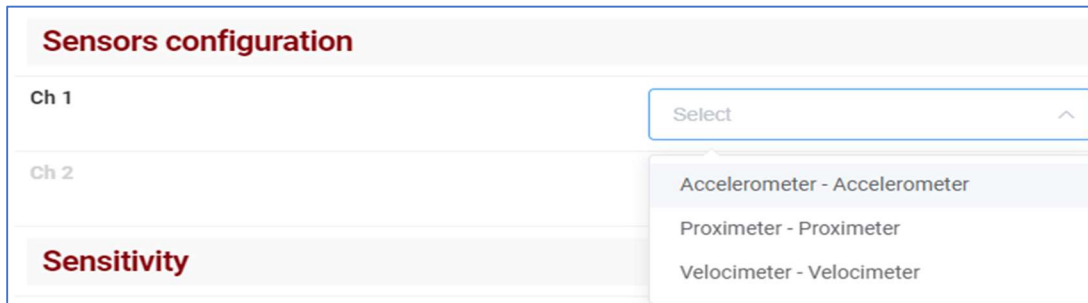 Sensors configuration
Ch 1
Select
Ch 2
Accelerometer - Accelerometer
Proximeter - Proximeter
Velocimeter - Velocimeter
Sensitivity